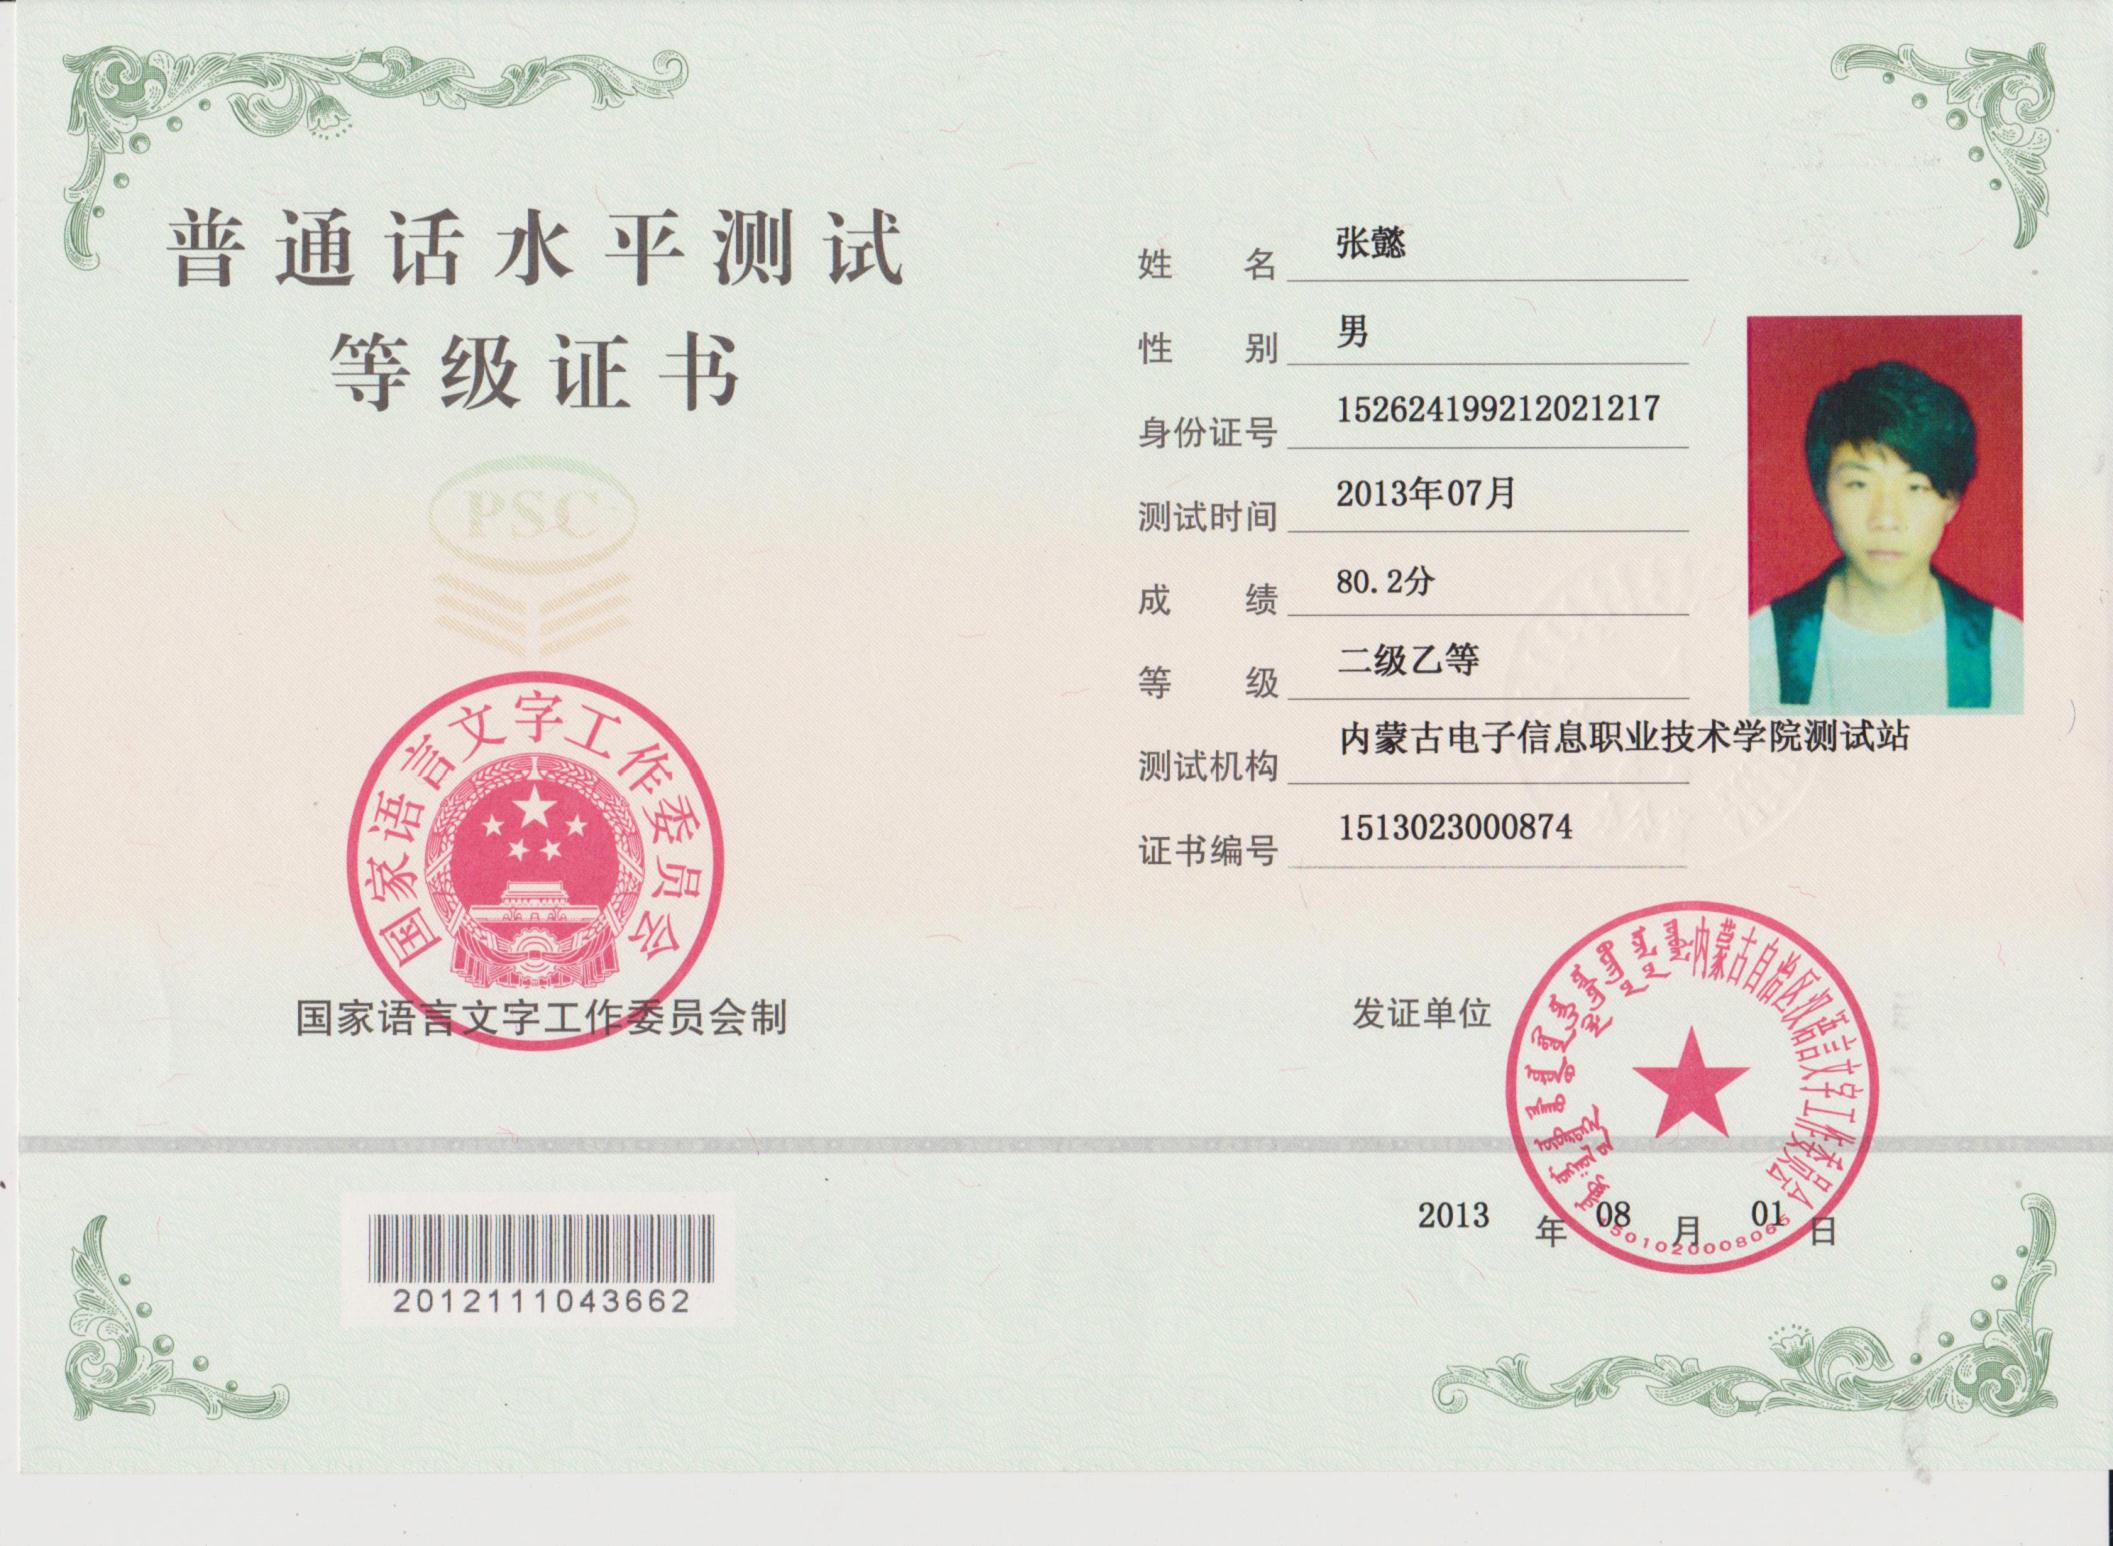 普通话水平测试
等级证书
PSC
国家语言文字工作委员会
国家语言文字工作委员会制
2012111043662
姓 名 张懿
性 别 男
身份证号 152624199212021217
测试时间 2013年07月
成 绩 80.2分
等 级 二级乙等
测试机构 内蒙古电子信息职业技术学院测试站
证书编号 1513023000874
发证单位
内蒙古自治区汉语言文字工作委员会
1501020008065
2013 年 08 月 01 日